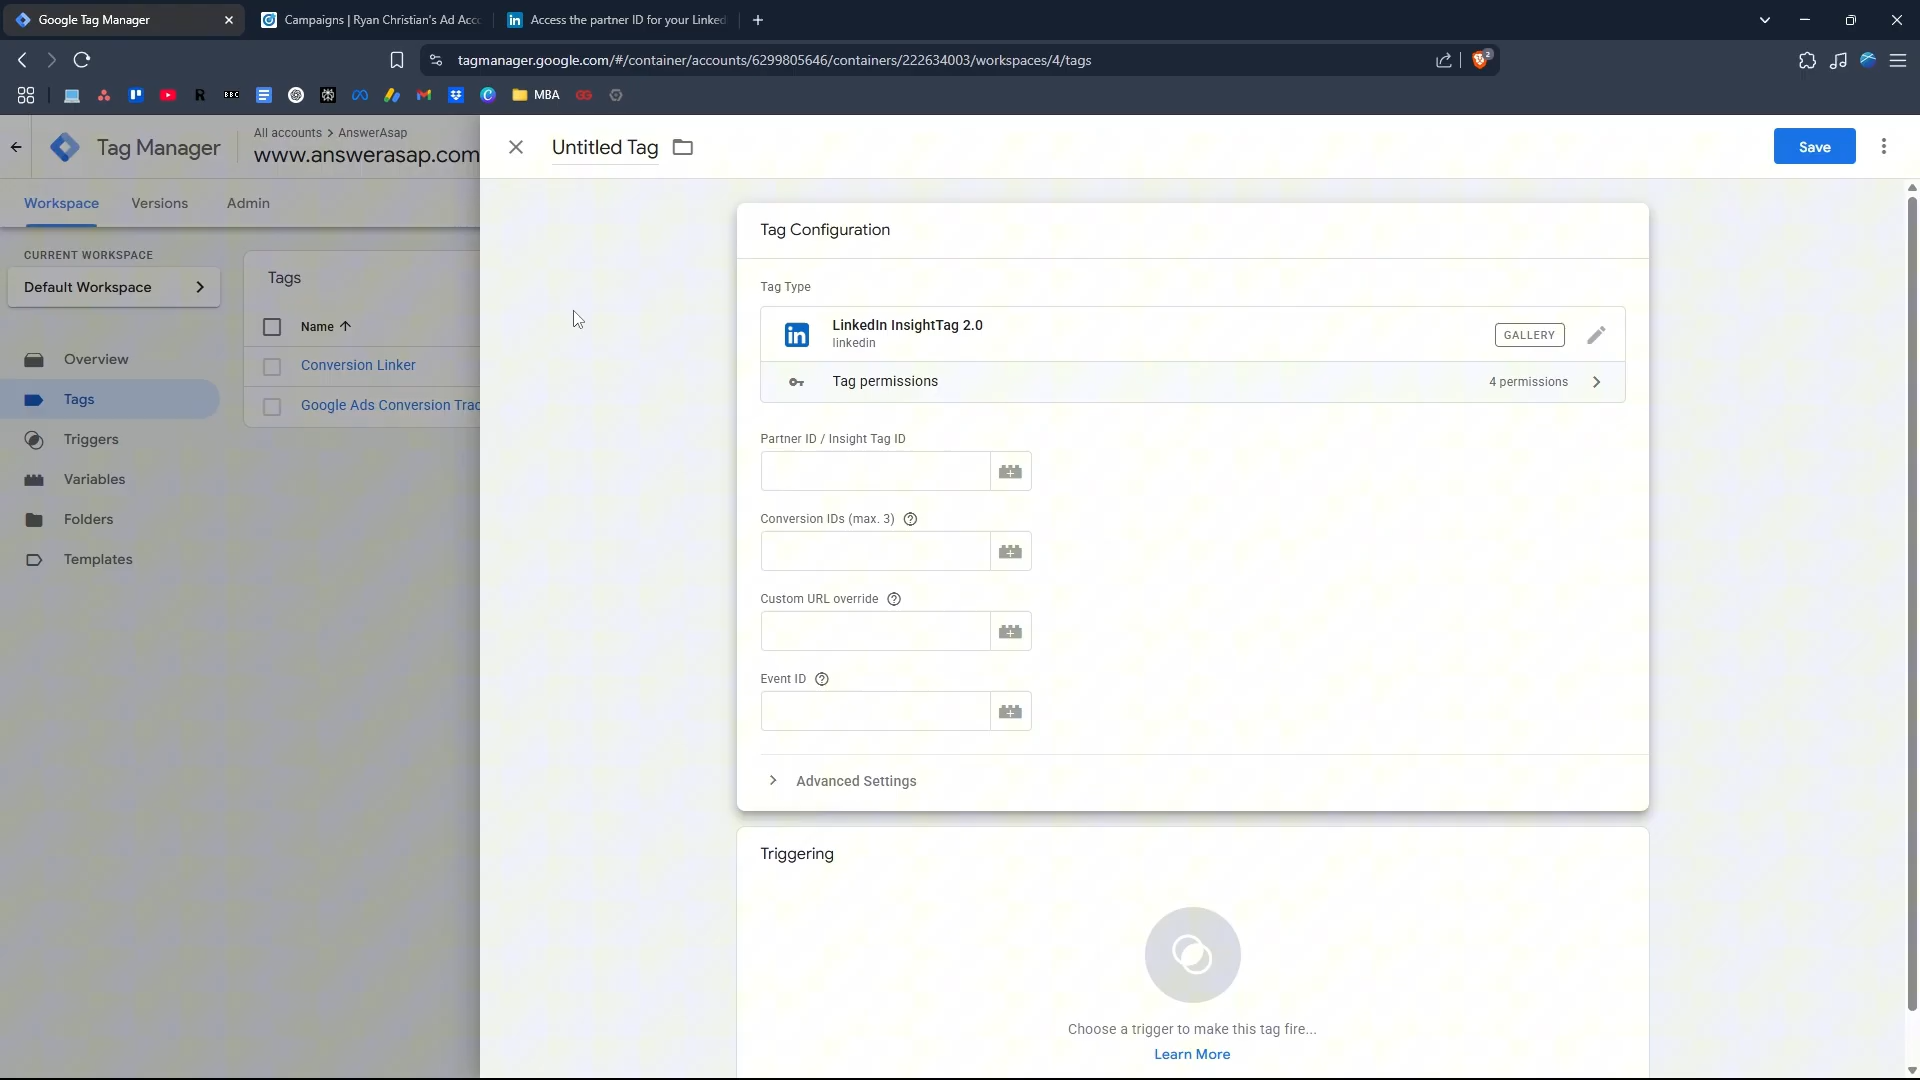 Google Tag Manager
Campaigns | Ryan Christian's Ad Acc
Access the partner ID for your Linked
tagmanager.google.com/#/container/accounts/6299805646/containers/222634003/workspaces/4/tags
2
R
BBC
MBA
Tag Manager
All accounts > AnswerAsap
www.answerasap.com
Untitled Tag
Save
Workspace
Versions
Admin
CURRENT WORKSPACE
Default Workspace
Overview
Tags
Triggers
Variables
Folders
Templates
Tags
Name
Conversion Linker
Google Ads Conversion Trac
Tag Configuration
Tag Type
in
LinkedIn InsightTag 2.0
linkedin
GALLERY
Tag permissions
4 permissions
Partner ID / Insight Tag ID
Conversion IDs (max. 3)
Custom URL override
Event ID
Advanced Settings
Triggering
Choose a trigger to make this tag fire...
Learn More